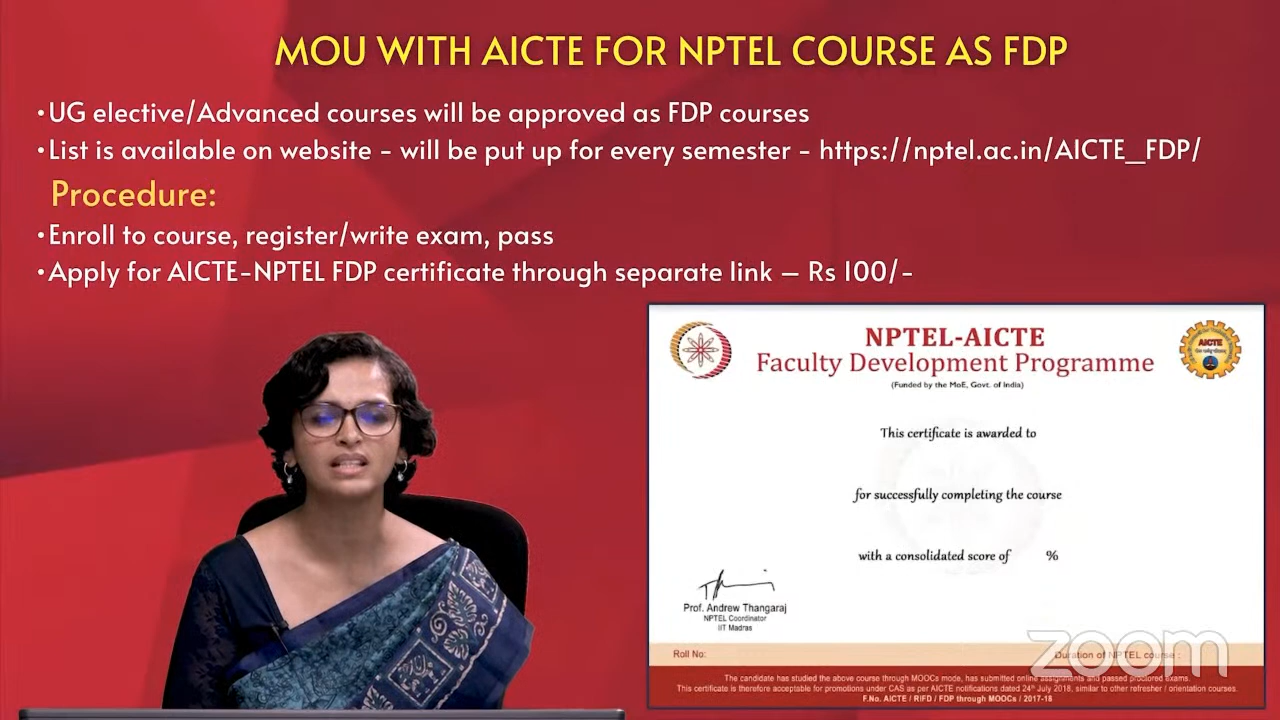 MOU WITH AICTE FOR NPTEL COURSE AS FDP
•UG elective/Advanced courses will be approved as FDP courses
•List is available on website - will be put up for every semester - https://nptel.ac.in/AICTE_FDP/
Procedure:
•Enroll to course, register/write exam, pass
•Apply for AICTE-NPTEL FDP certificate through separate link – Rs 100/-
NPTEL-AICTE
Faculty Development Programme
(Funded by the MoE, Govt. of India)
AICTE
This certificate is awarded to
for successfully completing the course
with a consolidated score of %
Prof. Andrew Thangaraj
NPTEL Coordinator
IIT Madras
Roll No:
Duration of NPTEL course :
zoom
The candidate has studied the above course through MOOCs mode, has submitted online assignments and passed proctored exams.
This certificate is therefore acceptable for promotions under CAS as per AICTE notifications dated 24th July 2018, similar to other refresher / orientation courses.
F.No. AICTE / RIFD / FDP through MOOCs / 2017-18